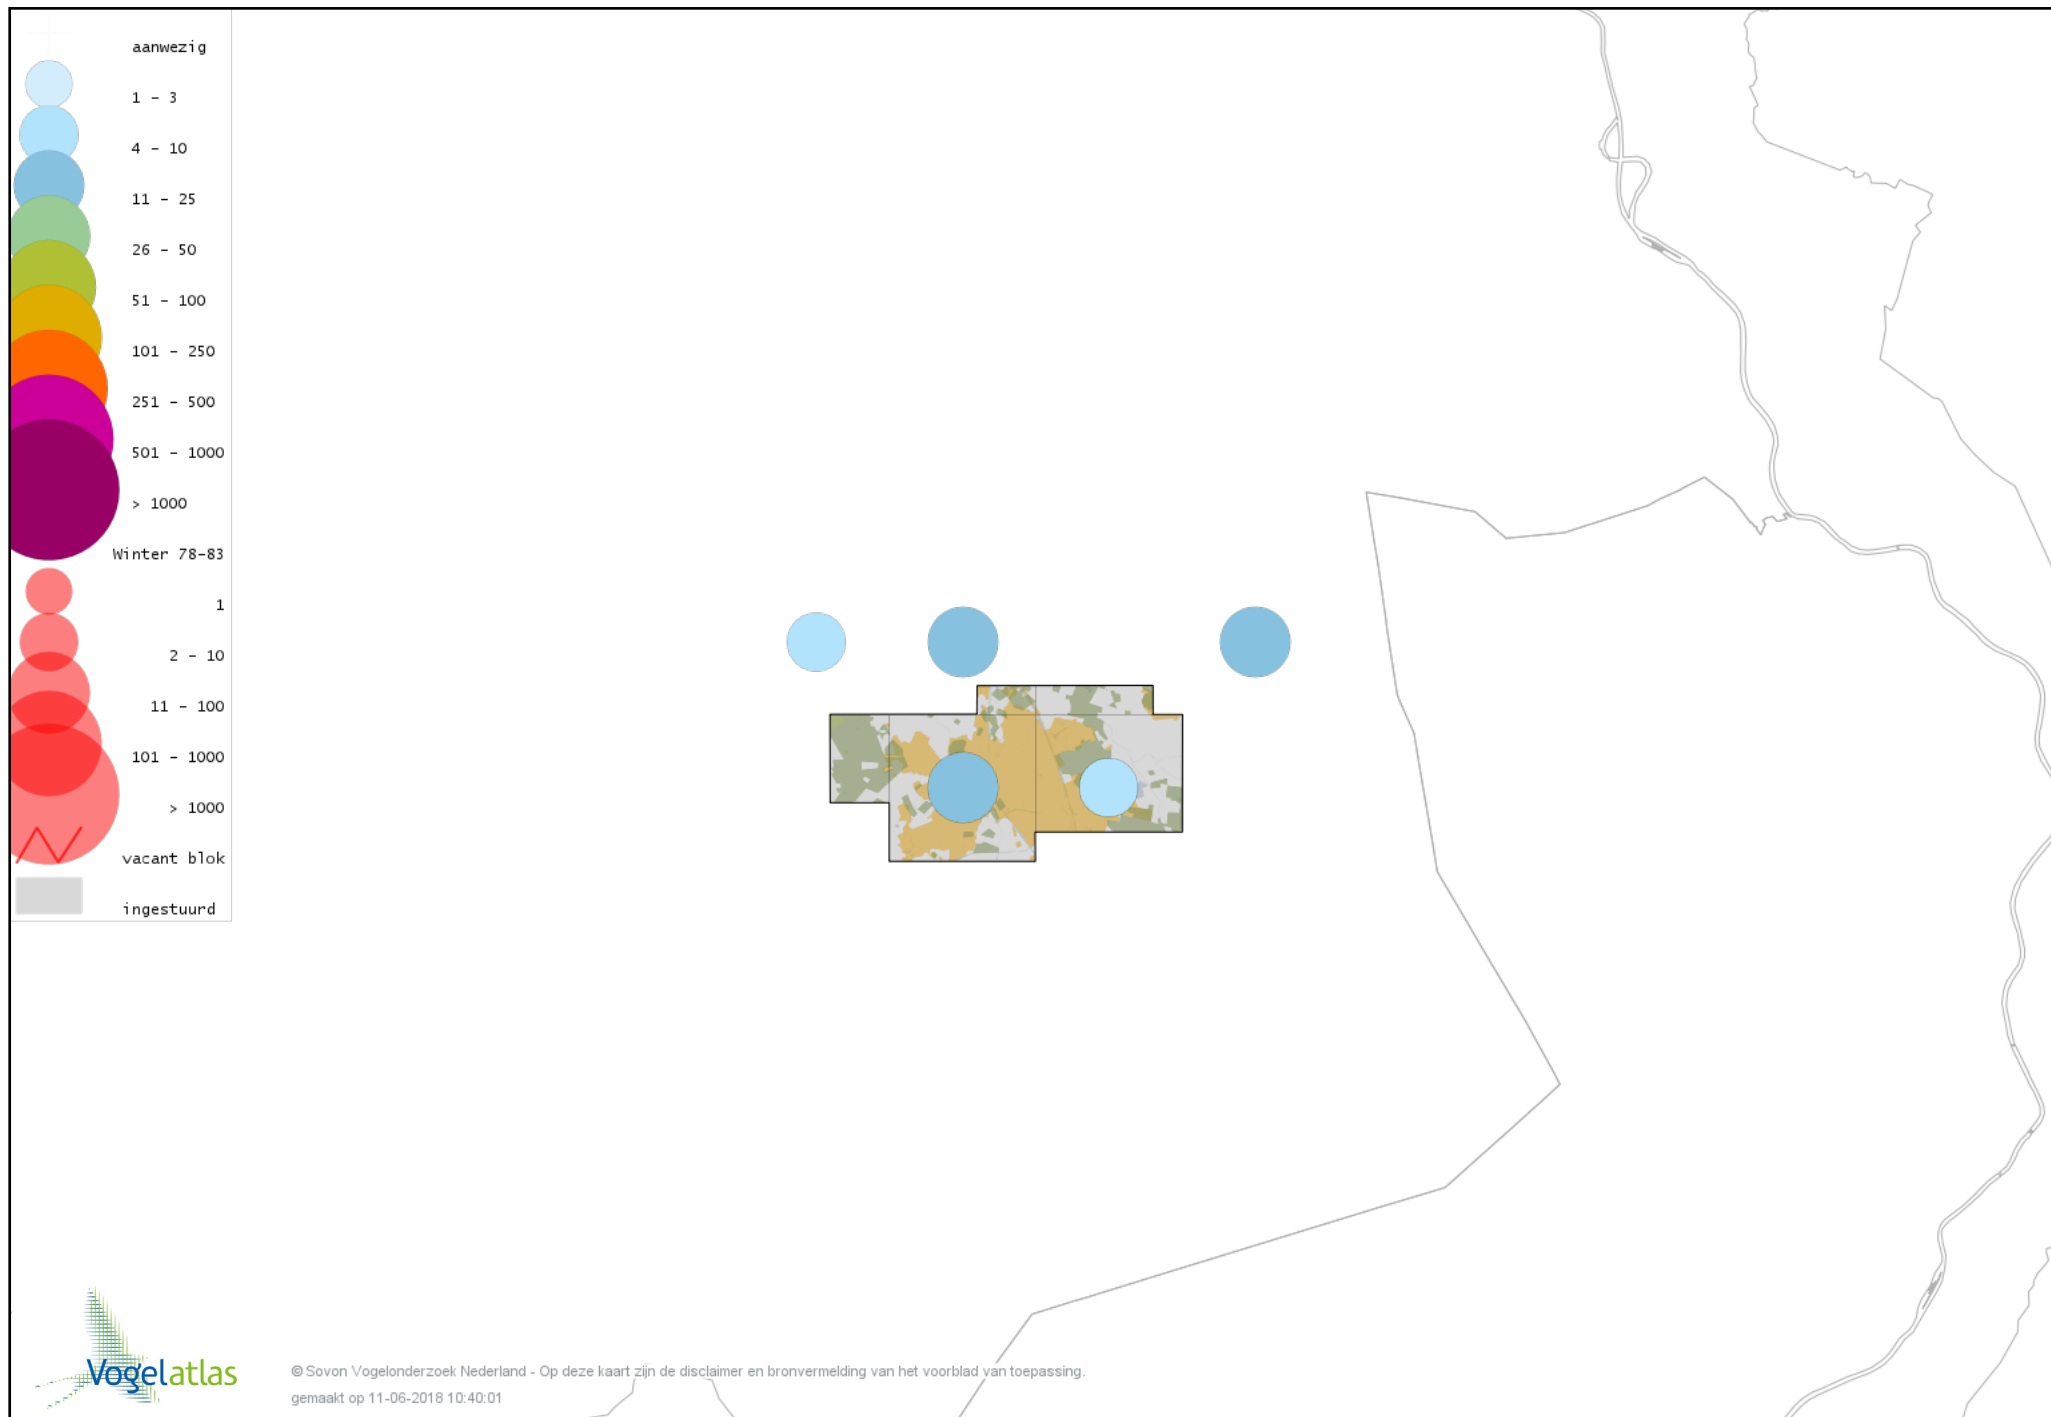 aanwezig
1 - 3
4 - 10
11 - 25
26 - 50
51 - 100
101 - 250
251 - 500
501 - 1000
> 1000
Winter 78-83
1
2 - 10
11 - 100
101 - 1000
> 1000
vacant blok
ingestuurd
Vogelatlas
© Sovon Vogelonderzoek Nederland - Op deze kaart zijn de disclaimer en bronvermelding van het voorblad van toepassing.
gemaakt op 11-06-2018 10:40:01